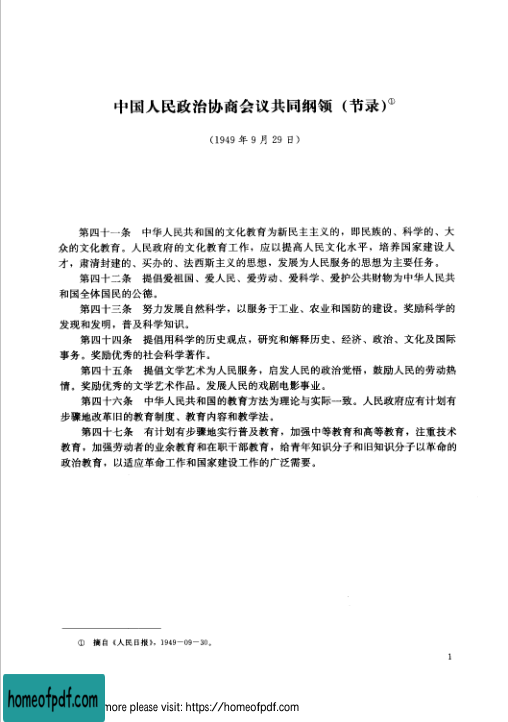 中国人民政治协商会议共同纲领（节录）①
（1949 年 9 月 29 日）
第四十一条　中华人民共和国的文化教育为新民主主义的，即民族的、科学的、大
众的文化教育。人民政府的文化教育工作，应以提高人民文化水平，培养国家建设人
才，肃清封建的、买办的、法西斯主义的思想，发展为人民服务的思想为主要任务。
第四十二条　提倡爱祖国、爱人民、爱劳动、爱科学、爱护公共财物为中华人民共
和国全体国民的公德。
第四十三条　努力发展自然科学，以服务于工业、农业和国防的建设。奖励科学的
发现和发明，普及科学知识。
第四十四条　提倡用科学的历史观点，研究和解释历史、经济、政治、文化及国际
事务。奖励优秀的社会科学著作。
第四十五条　提倡文学艺术为人民服务，启发人民的政治觉悟，鼓励人民的劳动热
情。奖励优秀的文学艺术作品。发展人民的戏剧电影事业。
第四十六条　中华人民共和国的教育方法为理论与实际一致。人民政府应有计划有
步骤地改革旧的教育制度、教育内容和教学法。
第四十七条　有计划有步骤地实行普及教育，加强中等教育和高等教育，注重技术
教育，加强劳动者的业余教育和在职干部教育，给青年知识分子和旧知识分子以革命的
政治教育，以适应革命工作和国家建设工作的广泛需要。
①　摘自《人民日报》，1949－09－30。
1
homeofpdf.com
more please visit: https://homeofpdf.com